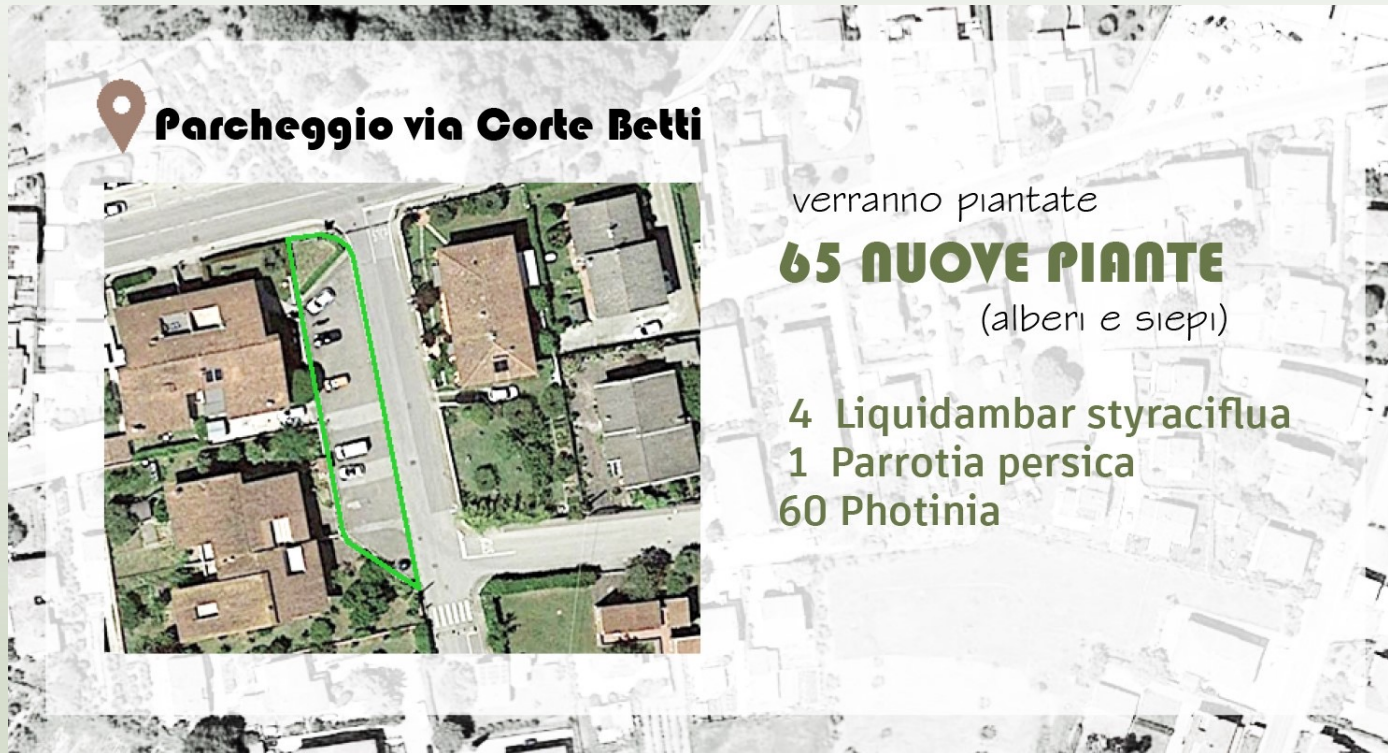 Parcheggio via Corte Betti
verranno piantate
65 NUOVE PIANTE
(alberi e siepi)
4 Liquidambar styraciflua
1 Parrotia persica
60 Photinia